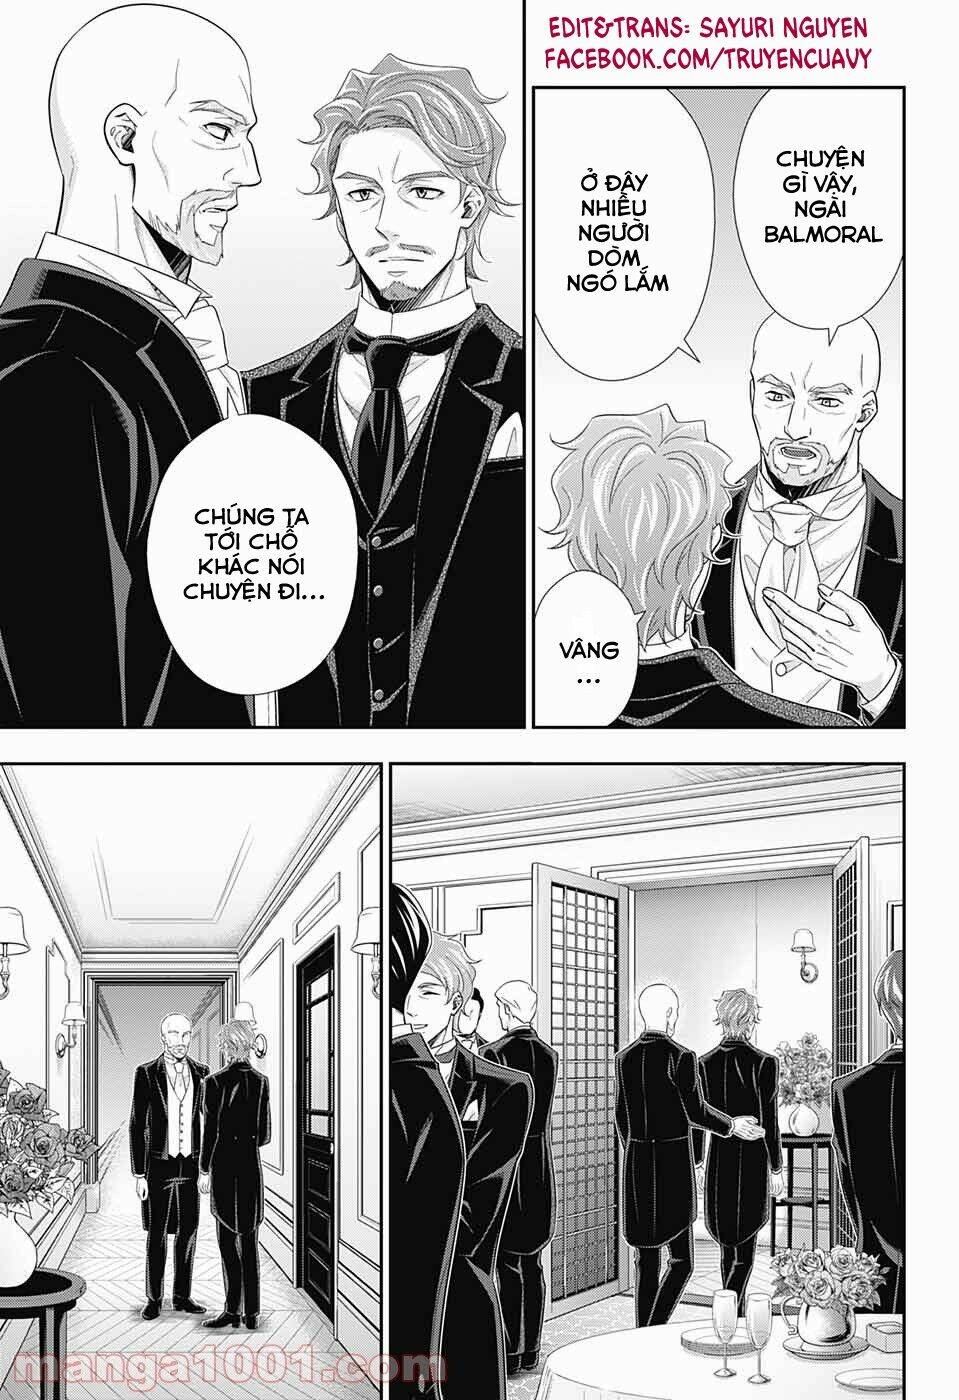 EDIT&TRANS: SAYURI NGUYEN
FACEBOOK.COM/TRUYENCUAVY
CHUYỆN
GÌ VẬY,
NGÀI
BALMORAL
Ở ĐÂY
NHIỀU
NGƯỜI
DÒM
NGÓ LẮM
VÂNG
...
CHÚNG TA
TỚI CHỖ
KHÁC NÓI
CHUYỆN ĐI...
manga1001.com